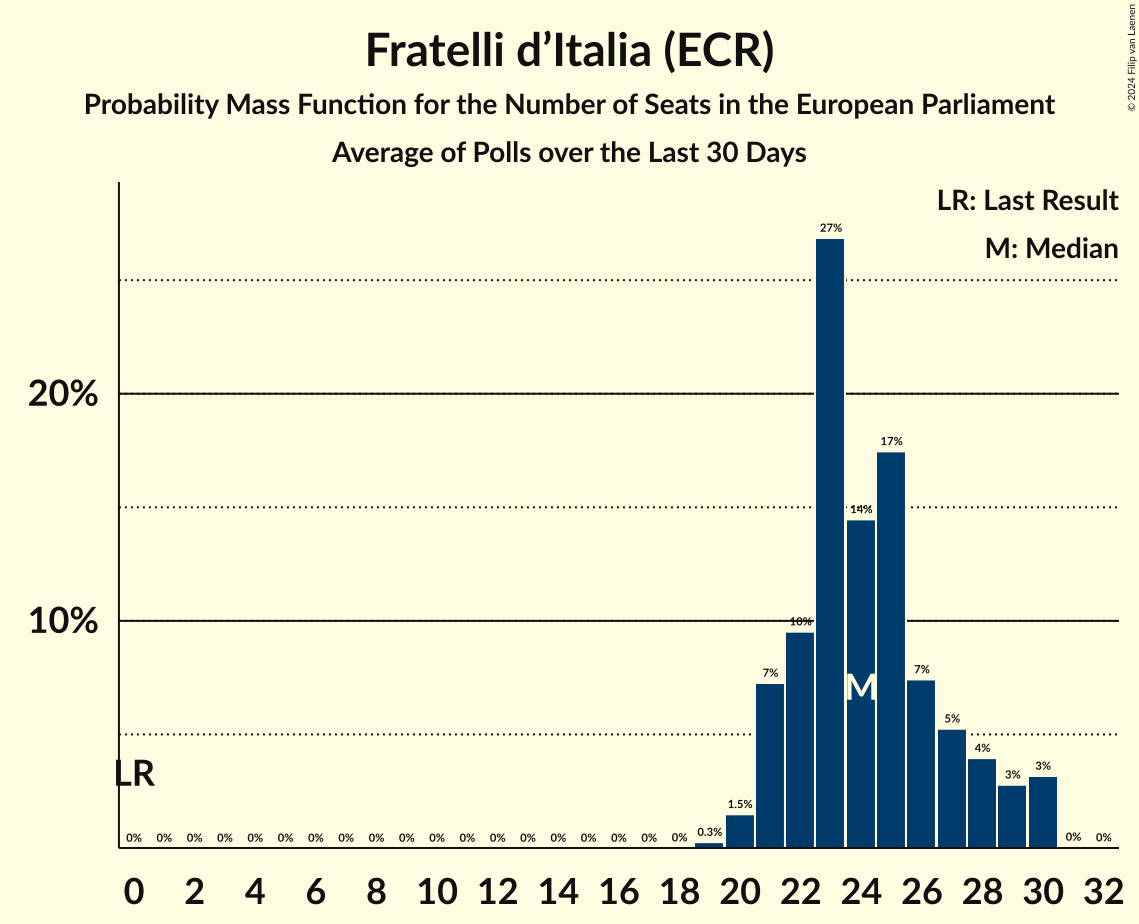 Fratelli d’Italia (ECR)
Probability Mass Function for the Number of Seats in the European Parliament
Average of Polls over the Last 30 Days
© 2024 Filip van Laenen
LR: Last Result
M: Median
27%
20%
17%
14%
10%
10%
7%
7%
M
5%
4%
3%
3%
LR
1.5%
0.3%
0% 0% 0% 0% 0% 0% 0% 0% 0% 0% 0% 0% 0% 0% 0% 0% 0% 0% 0% 0% 0%
0 2 4 6 8 10 12 14 16 18 20 22 24 26 28 30 32